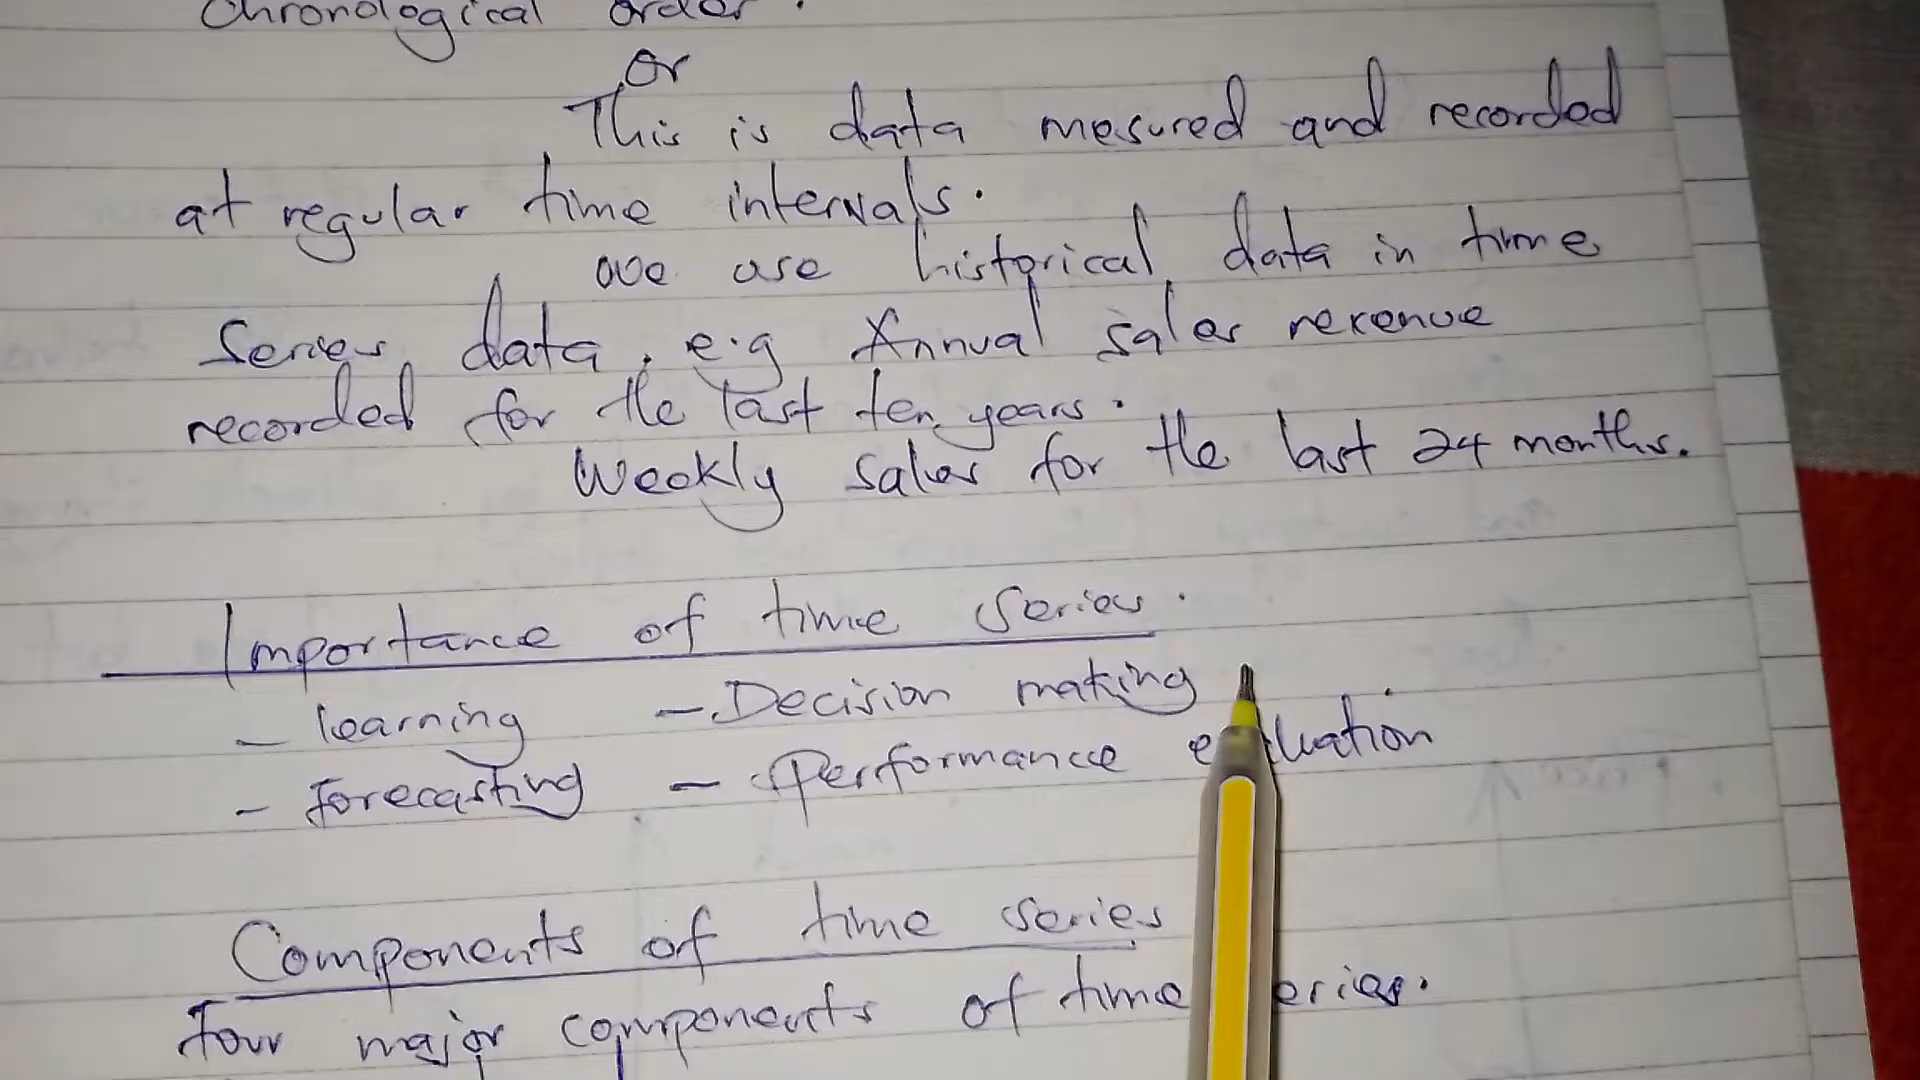 Chronological order.
Or
This is data mesured and recorded
at regular time intervals.
we use historical data in time
Series data. e.g Annual sales revenue
recorded for the last ten years.
Weekly sales for the last 24 months.
Importance of time series.
- learning - Decision making
- Forecasting - Performance evaluation
Components of time series
Four major components of time series.